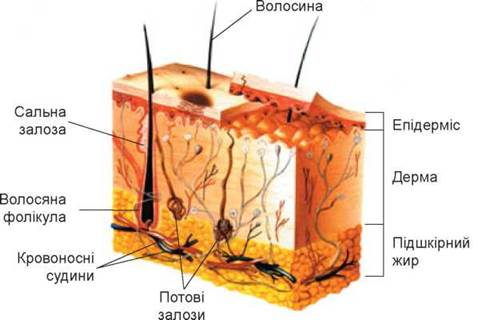 Волосина
Сальна
залоза
Волосяна
фолікула
Кровоносні
судини
Потові
залози
Епідерміс
Дерма
Підшкірний
жир